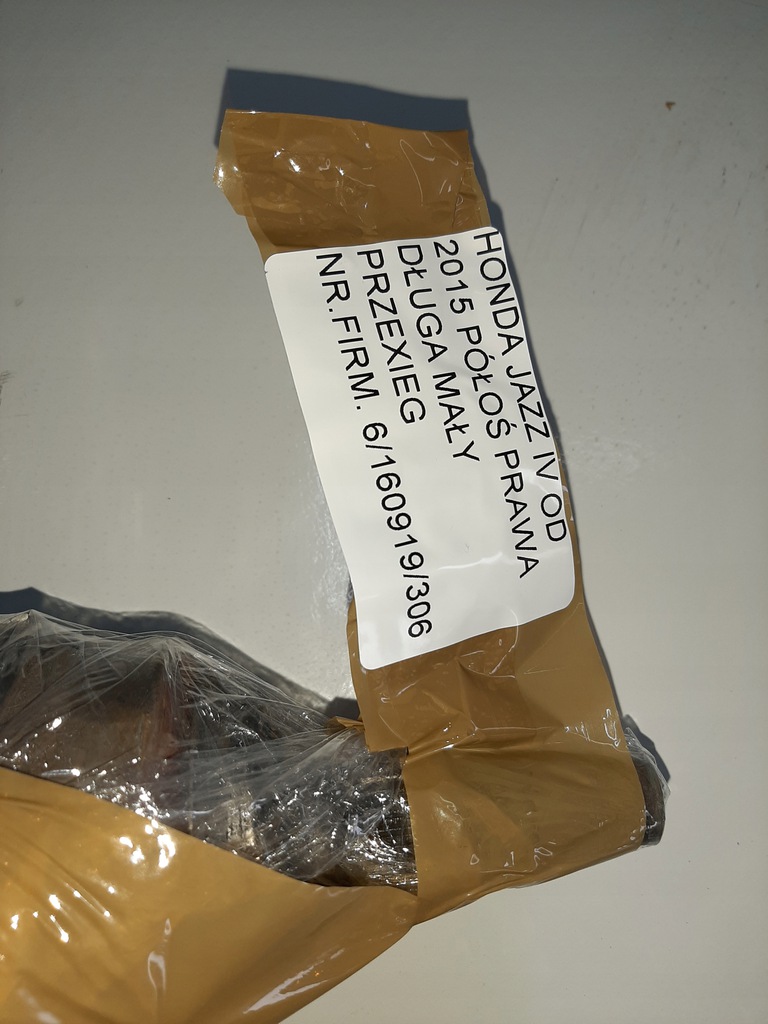 HONDA JAZZ IV OD
2015 PÓŁOŚ PRAWA
DŁUGA MAŁY
PRZEXIEG
NR.FIRM. 6/160919/306